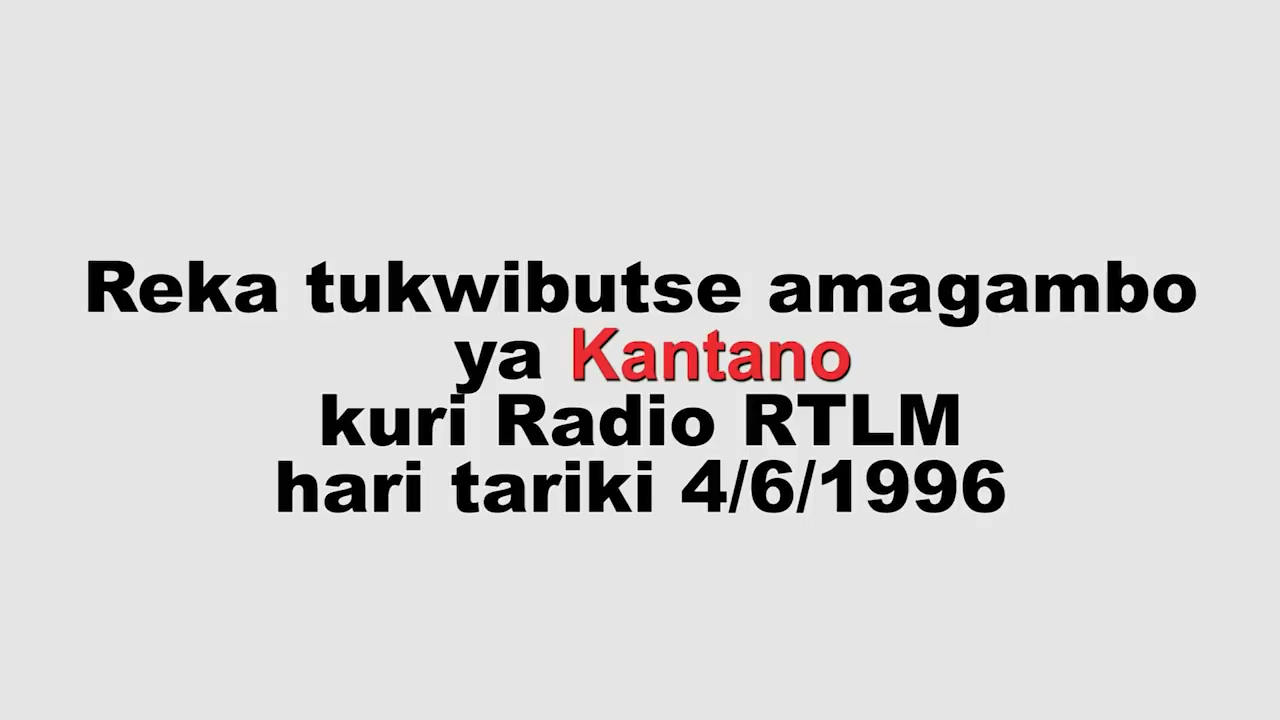 Reka tukwibutse amagambo
ya Kantano
kuri Radio RTLM
hari tariki 4/6/1996